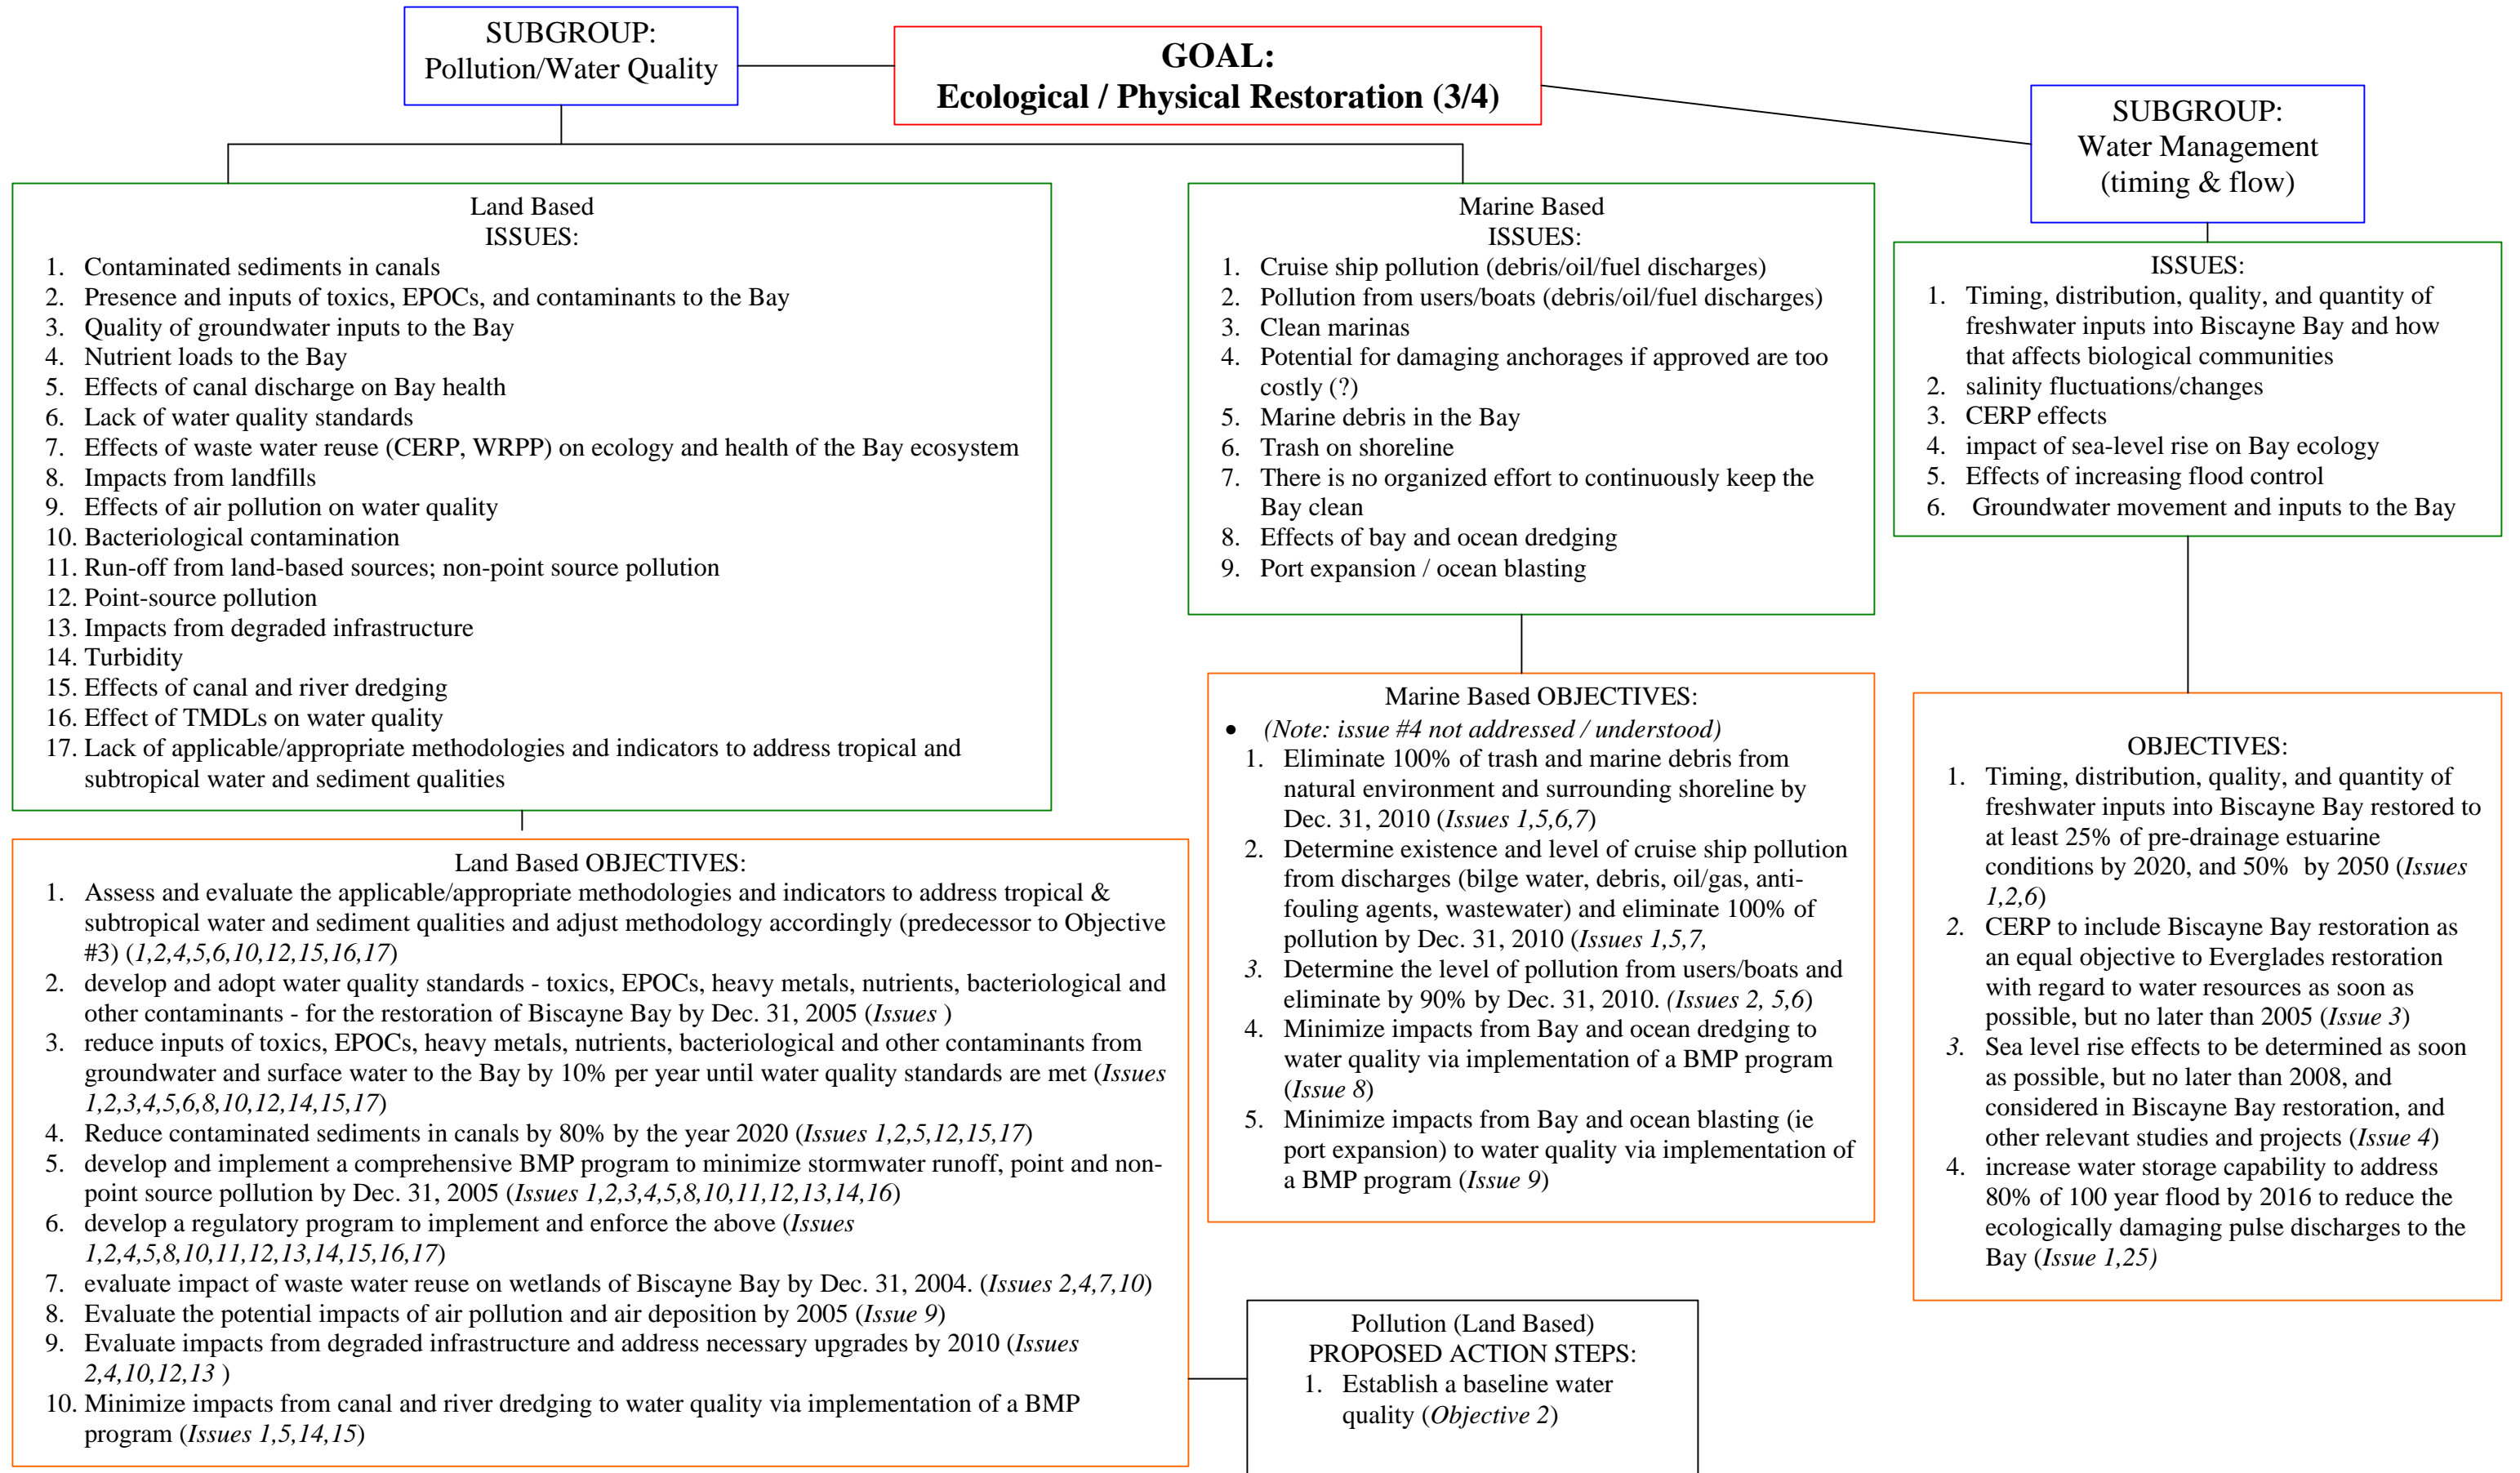 SUBGROUP:
Pollution/Water Quality
GOAL:
Ecological / Physical Restoration (3/4)
SUBGROUP:
Water Management
(timing & flow)
Land Based
ISSUES:
1. Contaminated sediments in canals
2. Presence and inputs of toxics, EPOCs, and contaminants to the Bay
3. Quality of groundwater inputs to the Bay
4. Nutrient loads to the Bay
5. Effects of canal discharge on Bay health
6. Lack of water quality standards
7. Effects of waste water reuse (CERP, WRPP) on ecology and health of the Bay ecosystem
8. Impacts from landfills
9. Effects of air pollution on water quality
10. Bacteriological contamination
11. Run-off from land-based sources; non-point source pollution
12. Point-source pollution
13. Impacts from degraded infrastructure
14. Turbidity
15. Effects of canal and river dredging
16. Effect of TMDLs on water quality
17. Lack of applicable/appropriate methodologies and indicators to address tropical and
subtropical water and sediment qualities
Marine Based
ISSUES:
1. Cruise ship pollution (debris/oil/fuel discharges)
2. Pollution from users/boats (debris/oil/fuel discharges)
3. Clean marinas
4. Potential for damaging anchorages if approved are too
costly (?)
5. Marine debris in the Bay
6. Trash on shoreline
7. There is no organized effort to continuously keep the
Bay clean
8. Effects of bay and ocean dredging
9. Port expansion / ocean blasting
ISSUES:
1. Timing, distribution, quality, and quantity of
freshwater inputs into Biscayne Bay and how
that affects biological communities
2. salinity fluctuations/changes
3. CERP effects
4. impact of sea-level rise on Bay ecology
5. Effects of increasing flood control
6. Groundwater movement and inputs to the Bay
Land Based OBJECTIVES:
1. Assess and evaluate the applicable/appropriate methodologies and indicators to address tropical &
subtropical water and sediment qualities and adjust methodology accordingly (predecessor to Objective
#3) (1,2,4,5,6,10,12,15,16,17)
2. develop and adopt water quality standards - toxics, EPOCs, heavy metals, nutrients, bacteriological and
other contaminants - for the restoration of Biscayne Bay by Dec. 31, 2005 (Issues )
3. reduce inputs of toxics, EPOCs, heavy metals, nutrients, bacteriological and other contaminants from
groundwater and surface water to the Bay by 10% per year until water quality standards are met (Issues
1,2,3,4,5,6,8,10,12,14,15,17)
4. Reduce contaminated sediments in canals by 80% by the year 2020 (Issues 1,2,5,12,15,17)
5. develop and implement a comprehensive BMP program to minimize stormwater runoff, point and non-
point source pollution by Dec. 31, 2005 (Issues 1,2,3,4,5,8,10,11,12,13,14,16)
6. develop a regulatory program to implement and enforce the above (Issues
1,2,4,5,8,10,11,12,13,14,15,16,17)
7. evaluate impact of waste water reuse on wetlands of Biscayne Bay by Dec. 31, 2004. (Issues 2,4,7,10)
8. Evaluate the potential impacts of air pollution and air deposition by 2005 (Issue 9)
9. Evaluate impacts from degraded infrastructure and address necessary upgrades by 2010 (Issues
2,4,10,12,13 )
10. Minimize impacts from canal and river dredging to water quality via implementation of a BMP
program (Issues 1,5,14,15)
Marine Based OBJECTIVES:
• (Note: issue #4 not addressed / understood)
1. Eliminate 100% of trash and marine debris from
natural environment and surrounding shoreline by
Dec. 31, 2010 (Issues 1,5,6,7)
2. Determine existence and level of cruise ship pollution
from discharges (bilge water, debris, oil/gas, anti-
fouling agents, wastewater) and eliminate 100% of
pollution by Dec. 31, 2010 (Issues 1,5,7,
3. Determine the level of pollution from users/boats and
eliminate by 90% by Dec. 31, 2010. (Issues 2, 5,6)
4. Minimize impacts from Bay and ocean dredging to
water quality via implementation of a BMP program
(Issue 8)
5. Minimize impacts from Bay and ocean blasting (ie
port expansion) to water quality via implementation of
a BMP program (Issue 9)
OBJECTIVES:
1. Timing, distribution, quality, and quantity of
freshwater inputs into Biscayne Bay restored to
at least 25% of pre-drainage estuarine
conditions by 2020, and 50% by 2050 (Issues
1,2,6)
2. CERP to include Biscayne Bay restoration as
an equal objective to Everglades restoration
with regard to water resources as soon as
possible, but no later than 2005 (Issue 3)
3. Sea level rise effects to be determined as soon
as possible, but no later than 2008, and
considered in Biscayne Bay restoration, and
other relevant studies and projects (Issue 4)
4. increase water storage capability to address
80% of 100 year flood by 2016 to reduce the
ecologically damaging pulse discharges to the
Bay (Issue 1,25)
Pollution (Land Based)
PROPOSED ACTION STEPS:
1. Establish a baseline water
quality (Objective 2)